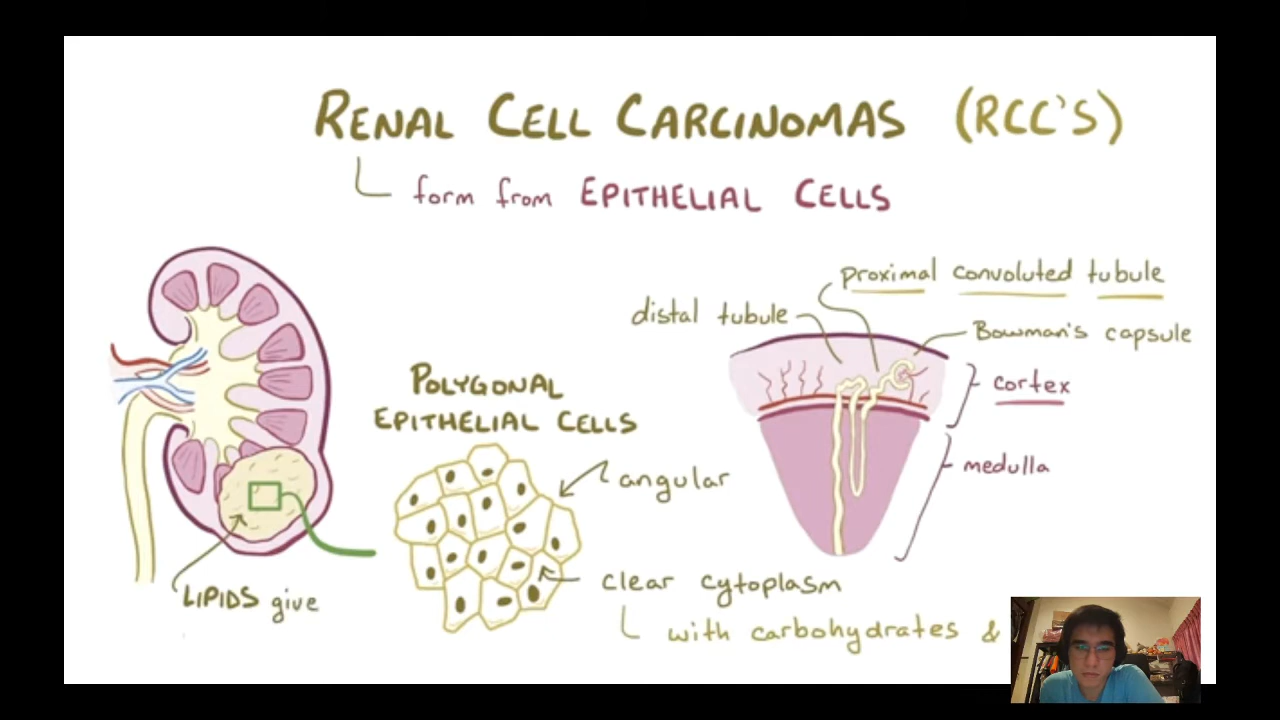 RENAL CELL CARCINOMAS (RCC'S)
form from EPITHELIAL CELLS
proximal convoluted tubule
distal tubule
Bowman's capsule
cortex
medulla
POLYGONAL
EPITHELIAL CELLS
angular
clear cytoplasm
with carbohydrates &
LIPIDS give